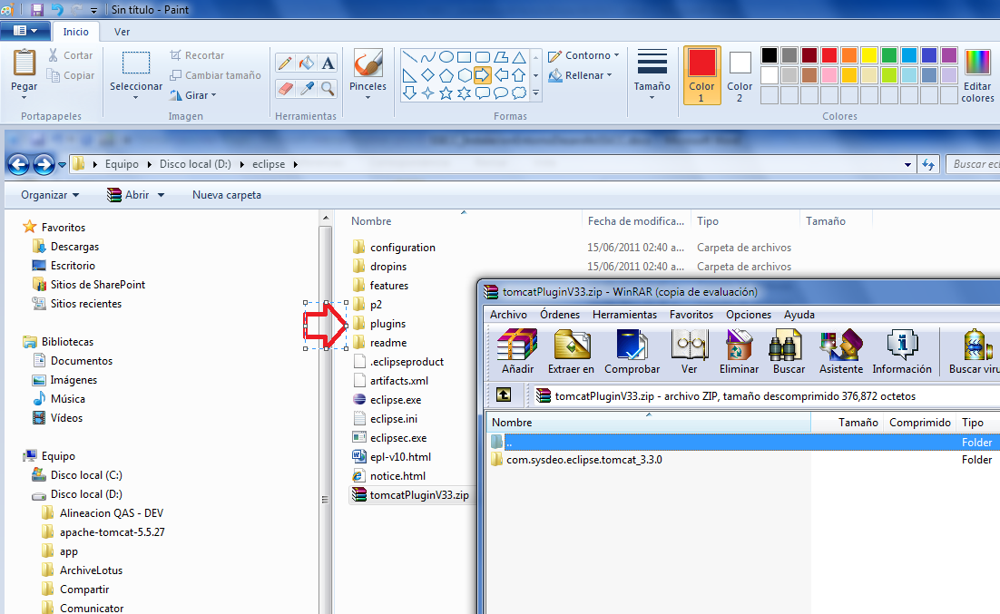 Sin título - Paint
Inicio Ver
Pegar
Cortar
Copiar
Portapapeles
Seleccionar
Recortar
Cambiar tamaño
Girar
Imagen
A
Herramientas
Pinceles
Contorno
Rellenar
Formas
Tamaño
Color 1
Color 2
Editar colores
Colores
Equipo Disco local (D:) eclipse
Buscar ecl
Organizar Abrir Nueva carpeta
Favoritos
Descargas
Escritorio
Sitios de SharePoint
Sitios recientes
Bibliotecas
Documentos
Imágenes
Música
Vídeos
Equipo
Disco local (C:)
Disco local (D:)
Alineacion QAS - DEV
apache-tomcat-5.5.27
app
ArchiveLotus
Compartir
Comunicator
Nombre Fecha de modifica... Tipo Tamaño
configuration 15/06/2011 02:40 a... Carpeta de archivos
dropins 15/06/2011 02:40 a... Carpeta de archivos
features
p2
plugins
readme
.eclipseproduct
artifacts.xml
eclipse.exe
eclipse.ini
eclipsec.exe
epl-v10.html
notice.html
tomcatPluginV33.zip
tomcatPluginV33.zip - WinRAR (copia de evaluación)
Archivo Órdenes Herramientas Favoritos Opciones Ayuda
Añadir Extraer en Comprobar Ver Eliminar Buscar Asistente Información Buscar viru
tomcatPluginV33.zip - archivo ZIP, tamaño descomprimido 376,872 octetos
Nombre Tamaño Comprimido Tipo
.. Folder
com.sysdeo.eclipse.tomcat_3.3.0 Folder